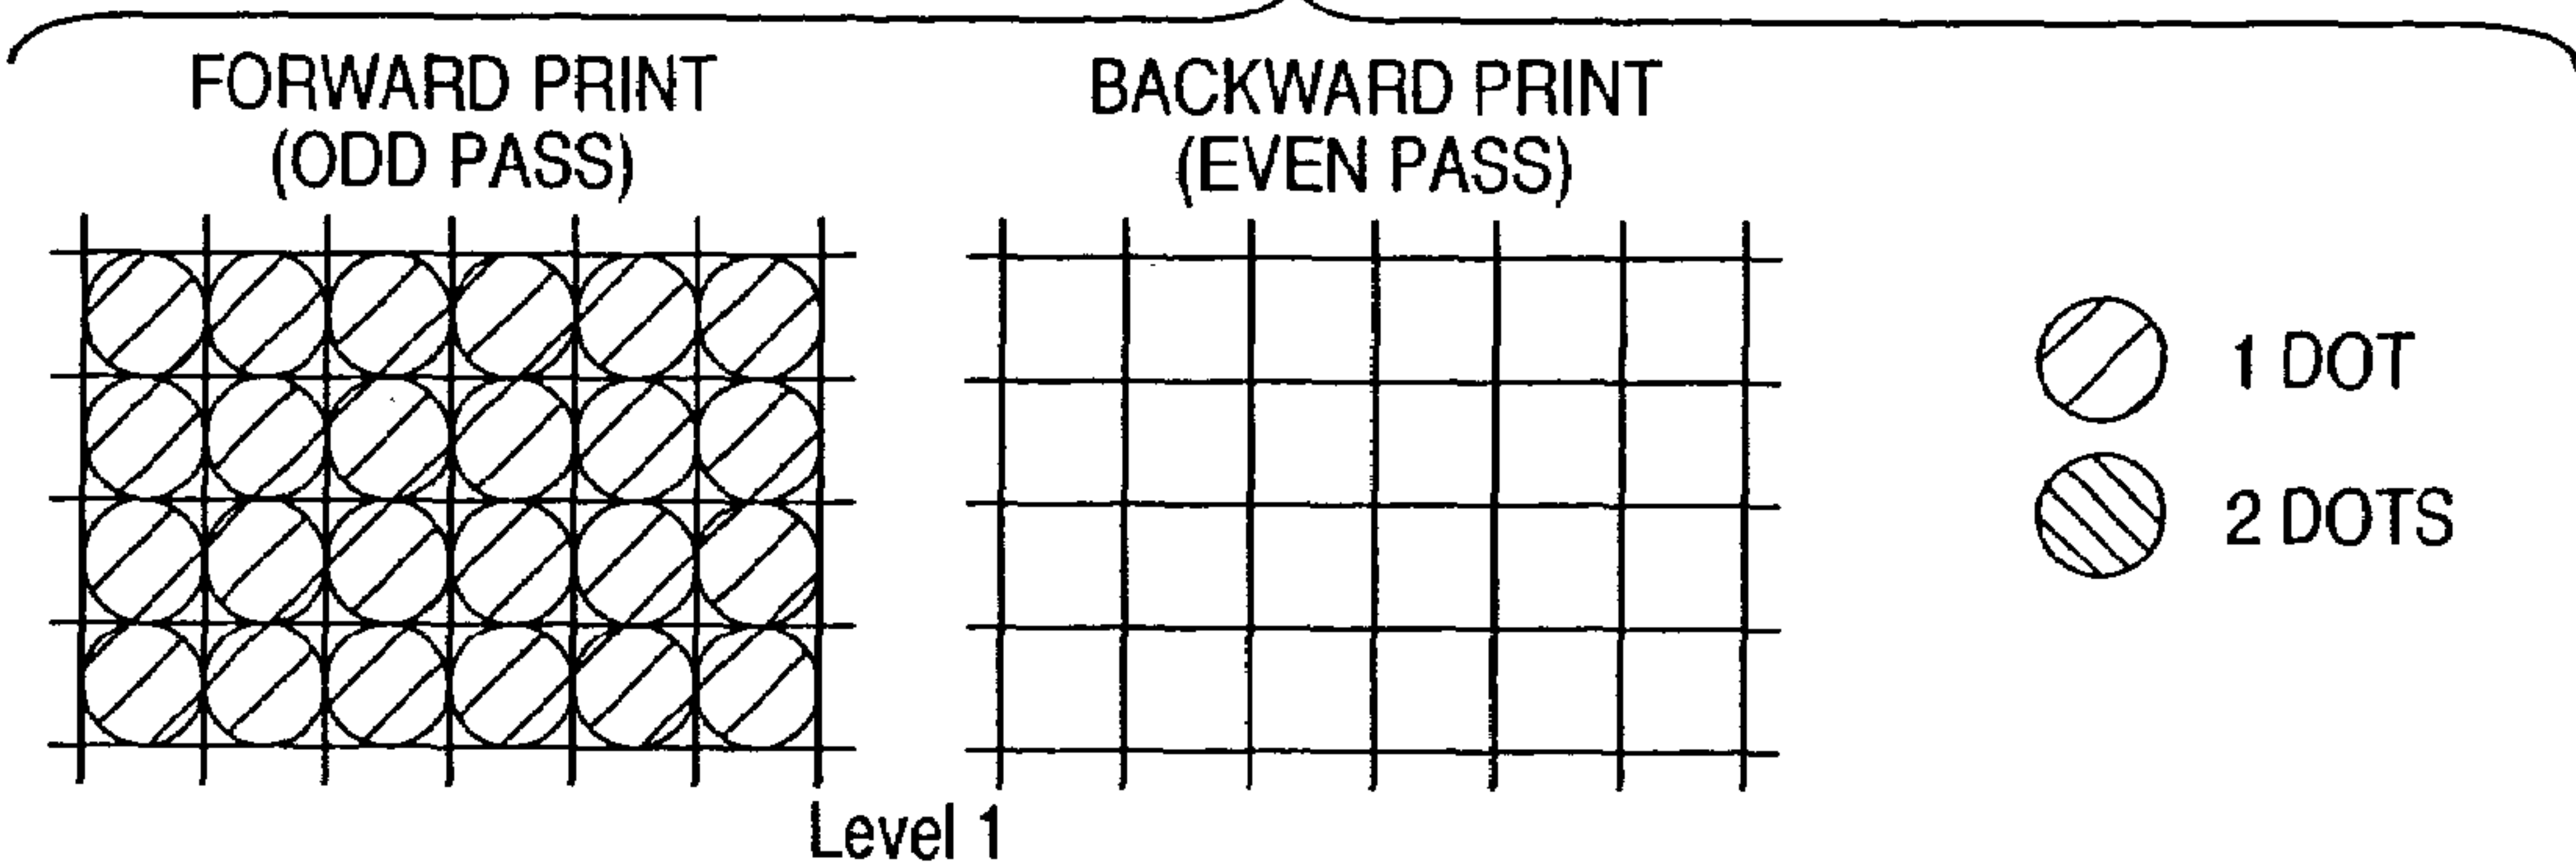 FORWARD PRINT
(ODD PASS)
BACKWARD PRINT
(EVEN PASS)
1 DOT
2 DOTS
Level 1